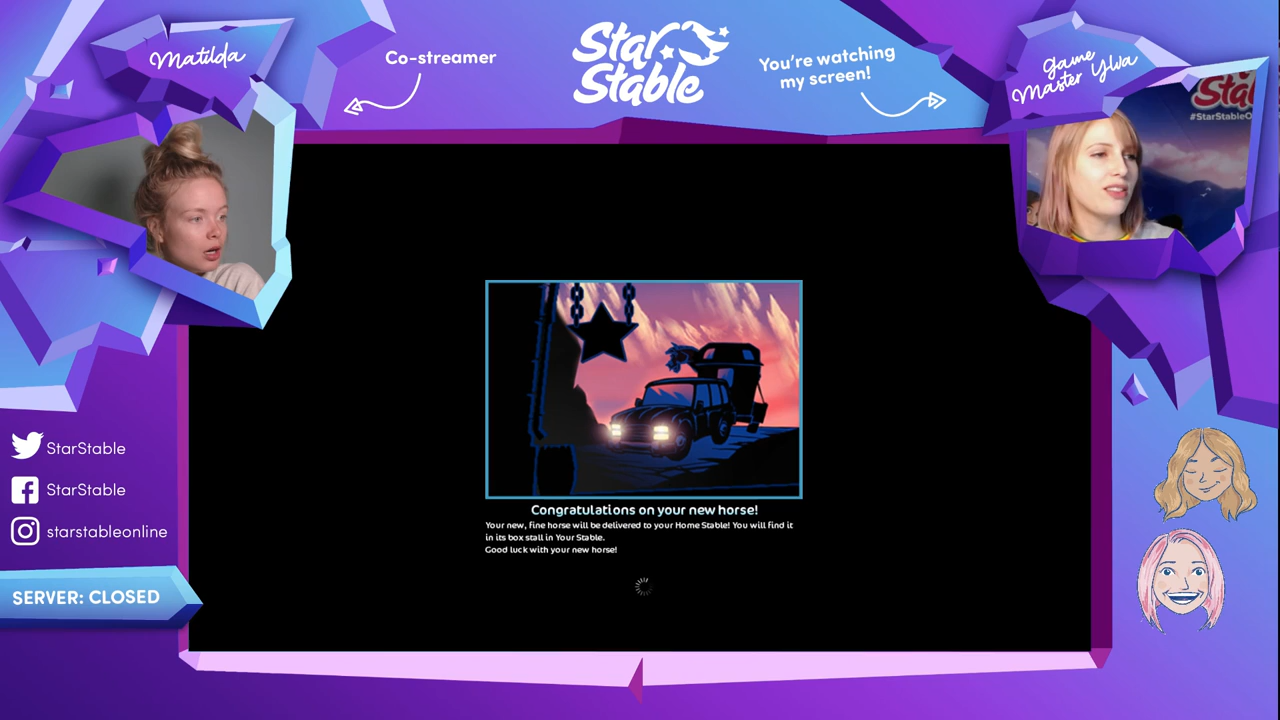 Matilda
Co-streamer
Star
Stable
You're watching
my screen!
Game
Master Ylva
Sta
#StarStableO
Congratulations on your new horse!
Your new, fine horse will be delivered to your Home Stable! You will find it
in its box stall in Your Stable.
Good luck with your new horse!
StarStable
StarStable
starstableonline
SERVER: CLOSED